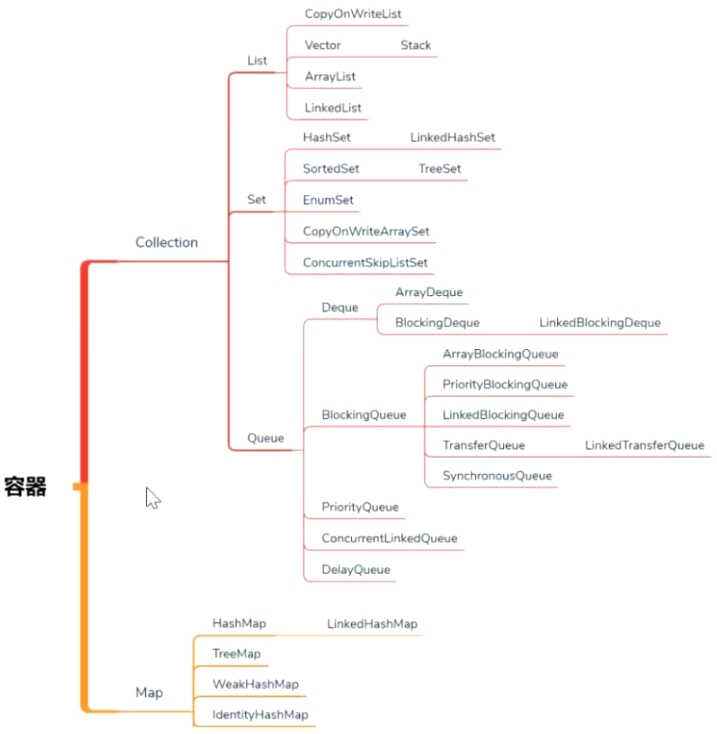 容器
Collection
List
CopyOnWriteList
Vector Stack
ArrayList
LinkedList
Set
HashSet LinkedHashSet
SortedSet TreeSet
EnumSet
CopyOnWriteArraySet
ConcurrentSkipListSet
Queue
Deque
ArrayDeque
BlockingDeque LinkedBlockingDeque
BlockingQueue
ArrayBlockingQueue
PriorityBlockingQueue
LinkedBlockingQueue
TransferQueue LinkedTransferQueue
SynchronousQueue
PriorityQueue
ConcurrentLinkedQueue
DelayQueue
Map
HashMap LinkedHashMap
TreeMap
WeakHashMap
IdentityHashMap